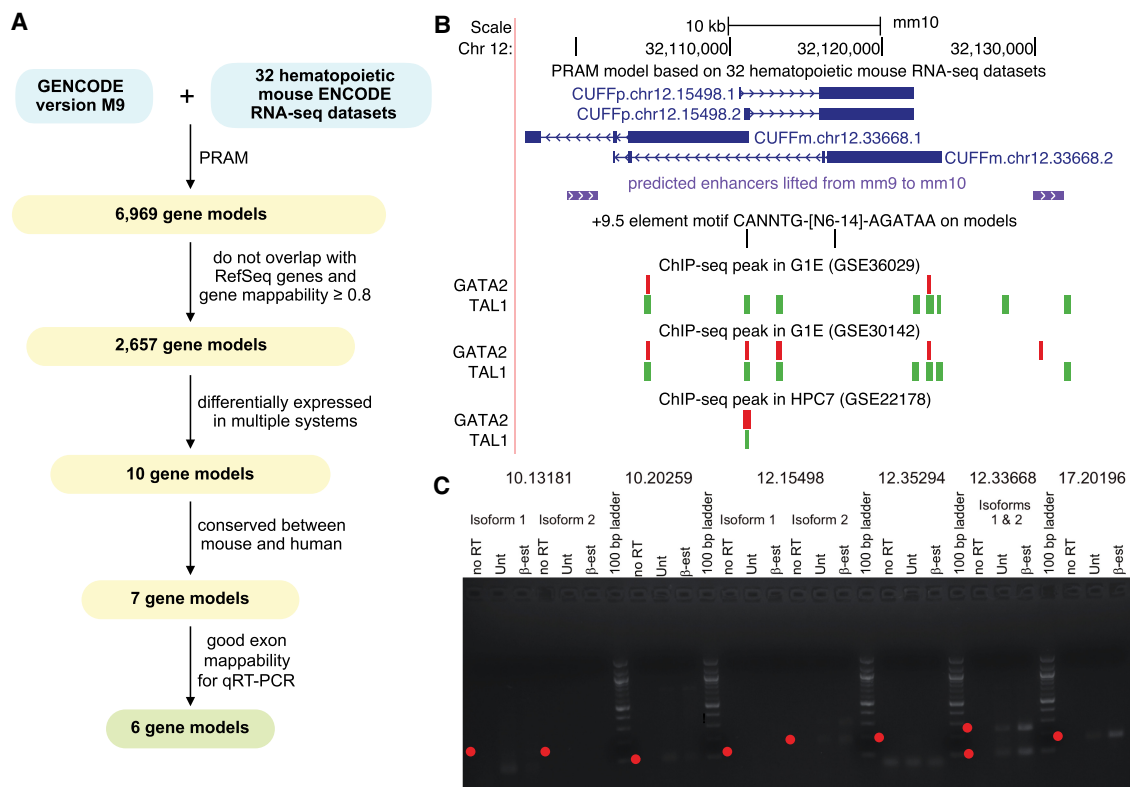 A
GENCODE
version M9
+
32 hematopoietic
mouse ENCODE
RNA-seq datasets
PRAM
6,969 gene models
do not overlap with
RefSeq genes and
gene mappability ≥ 0.8
2,657 gene models
differentially expressed
in multiple systems
10 gene models
conserved between
mouse and human
7 gene models
good exon
mappability
for qRT-PCR
6 gene models
B
Scale
10 kb
mm10
Chr 12:
32,110,000
32,120,000
32,130,000
PRAM model based on 32 hematopoietic mouse RNA-seq datasets
CUFFp.chr12.15498.1
CUFFp.chr12.15498.2
CUFFm.chr12.33668.1
CUFFm.chr12.33668.2
predicted enhancers lifted from mm9 to mm10
+9.5 element motif CANNTG-[N6-14]-AGATAA on models
ChIP-seq peak in G1E (GSE36029)
GATA2
TAL1
ChIP-seq peak in G1E (GSE30142)
GATA2
TAL1
ChIP-seq peak in HPC7 (GSE22178)
GATA2
TAL1
C
10.13181 10.20259 12.15498 12.35294 12.33668 17.20196
Isoform 1 Isoform 2 Isoform 1 Isoform 2 Isoforms
1 & 2
no RT
Unt
β-est
no RT
Unt
β-est
100 bp ladder
no RT
Unt
β-est
100 bp ladder
no RT
Unt
β-est
no RT
Unt
β-est
100 bp ladder
no RT
Unt
β-est
100 bp ladder
no RT
Unt
β-est
100 bp ladder
no RT
Unt
β-est